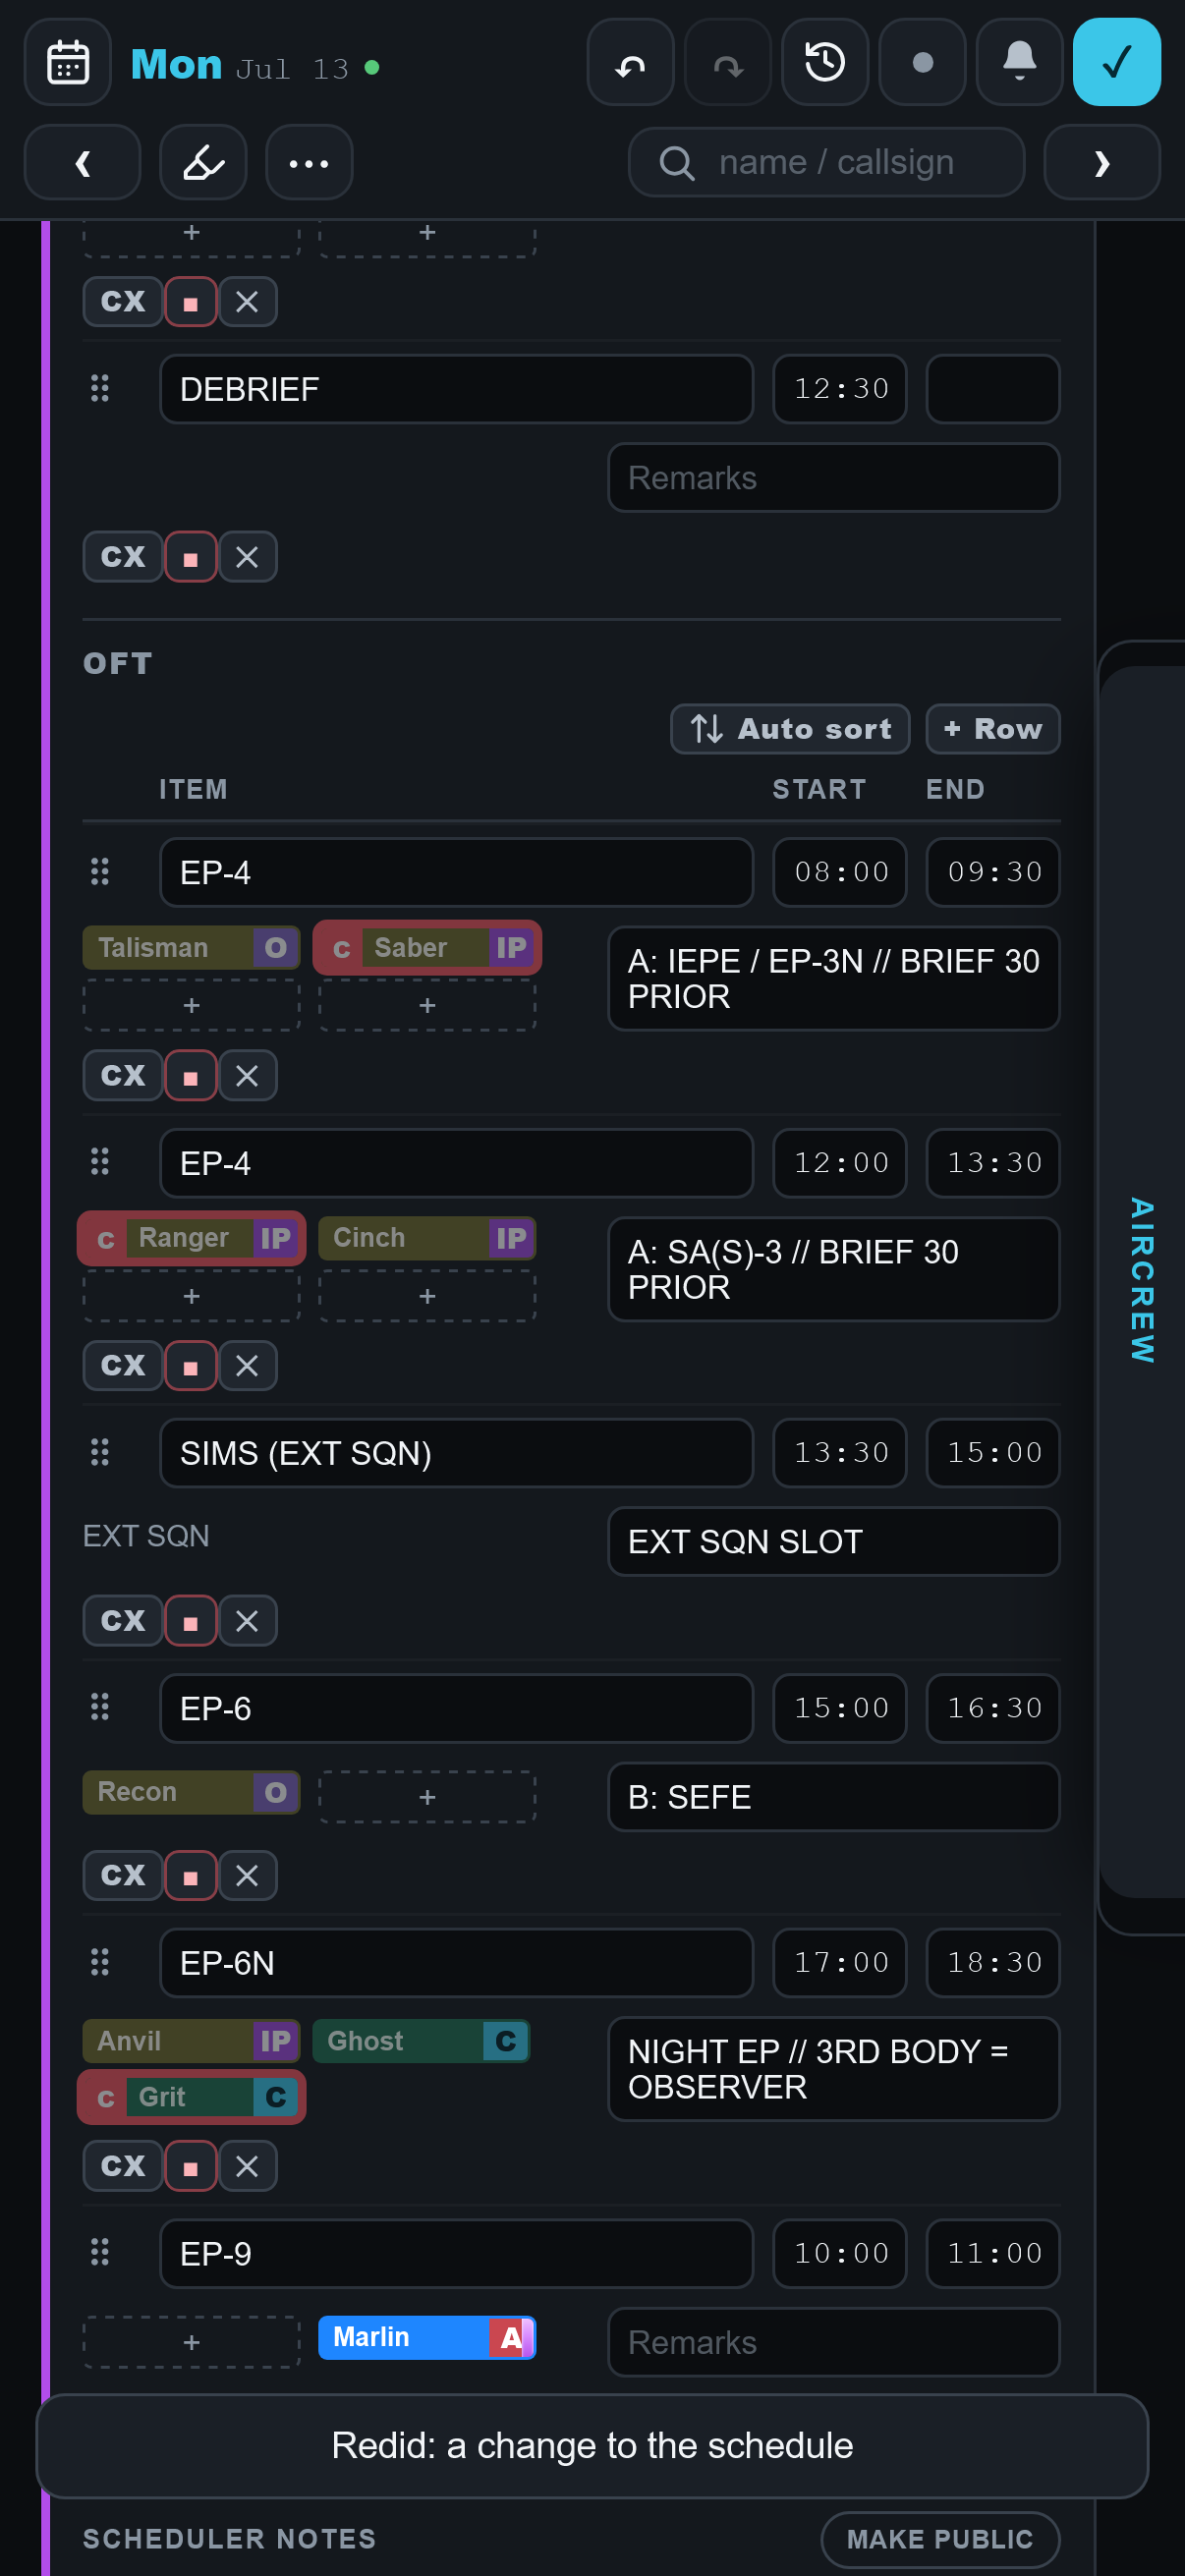 Mon Jul 13
name / callsign
+ +
CX
DEBRIEF 12:30
Remarks
CX
OFT
Auto sort + Row
ITEM START END
EP-4 08:00 09:30
Talisman O c Saber IP
A: IEPE / EP-3N // BRIEF 30
PRIOR
+ +
CX
EP-4 12:00 13:30
c Ranger IP Cinch IP
A: SA(S)-3 // BRIEF 30
PRIOR
+ +
CX
AIRCREW
SIMS (EXT SQN) 13:30 15:00
EXT SQN EXT SQN SLOT
CX
EP-6 15:00 16:30
Recon O + B: SEFE
CX
EP-6N 17:00 18:30
Anvil IP Ghost C
NIGHT EP // 3RD BODY =
OBSERVER
c Grit C
CX
EP-9 10:00 11:00
+ Marlin A Remarks
Redid: a change to the schedule
SCHEDULER NOTES MAKE PUBLIC